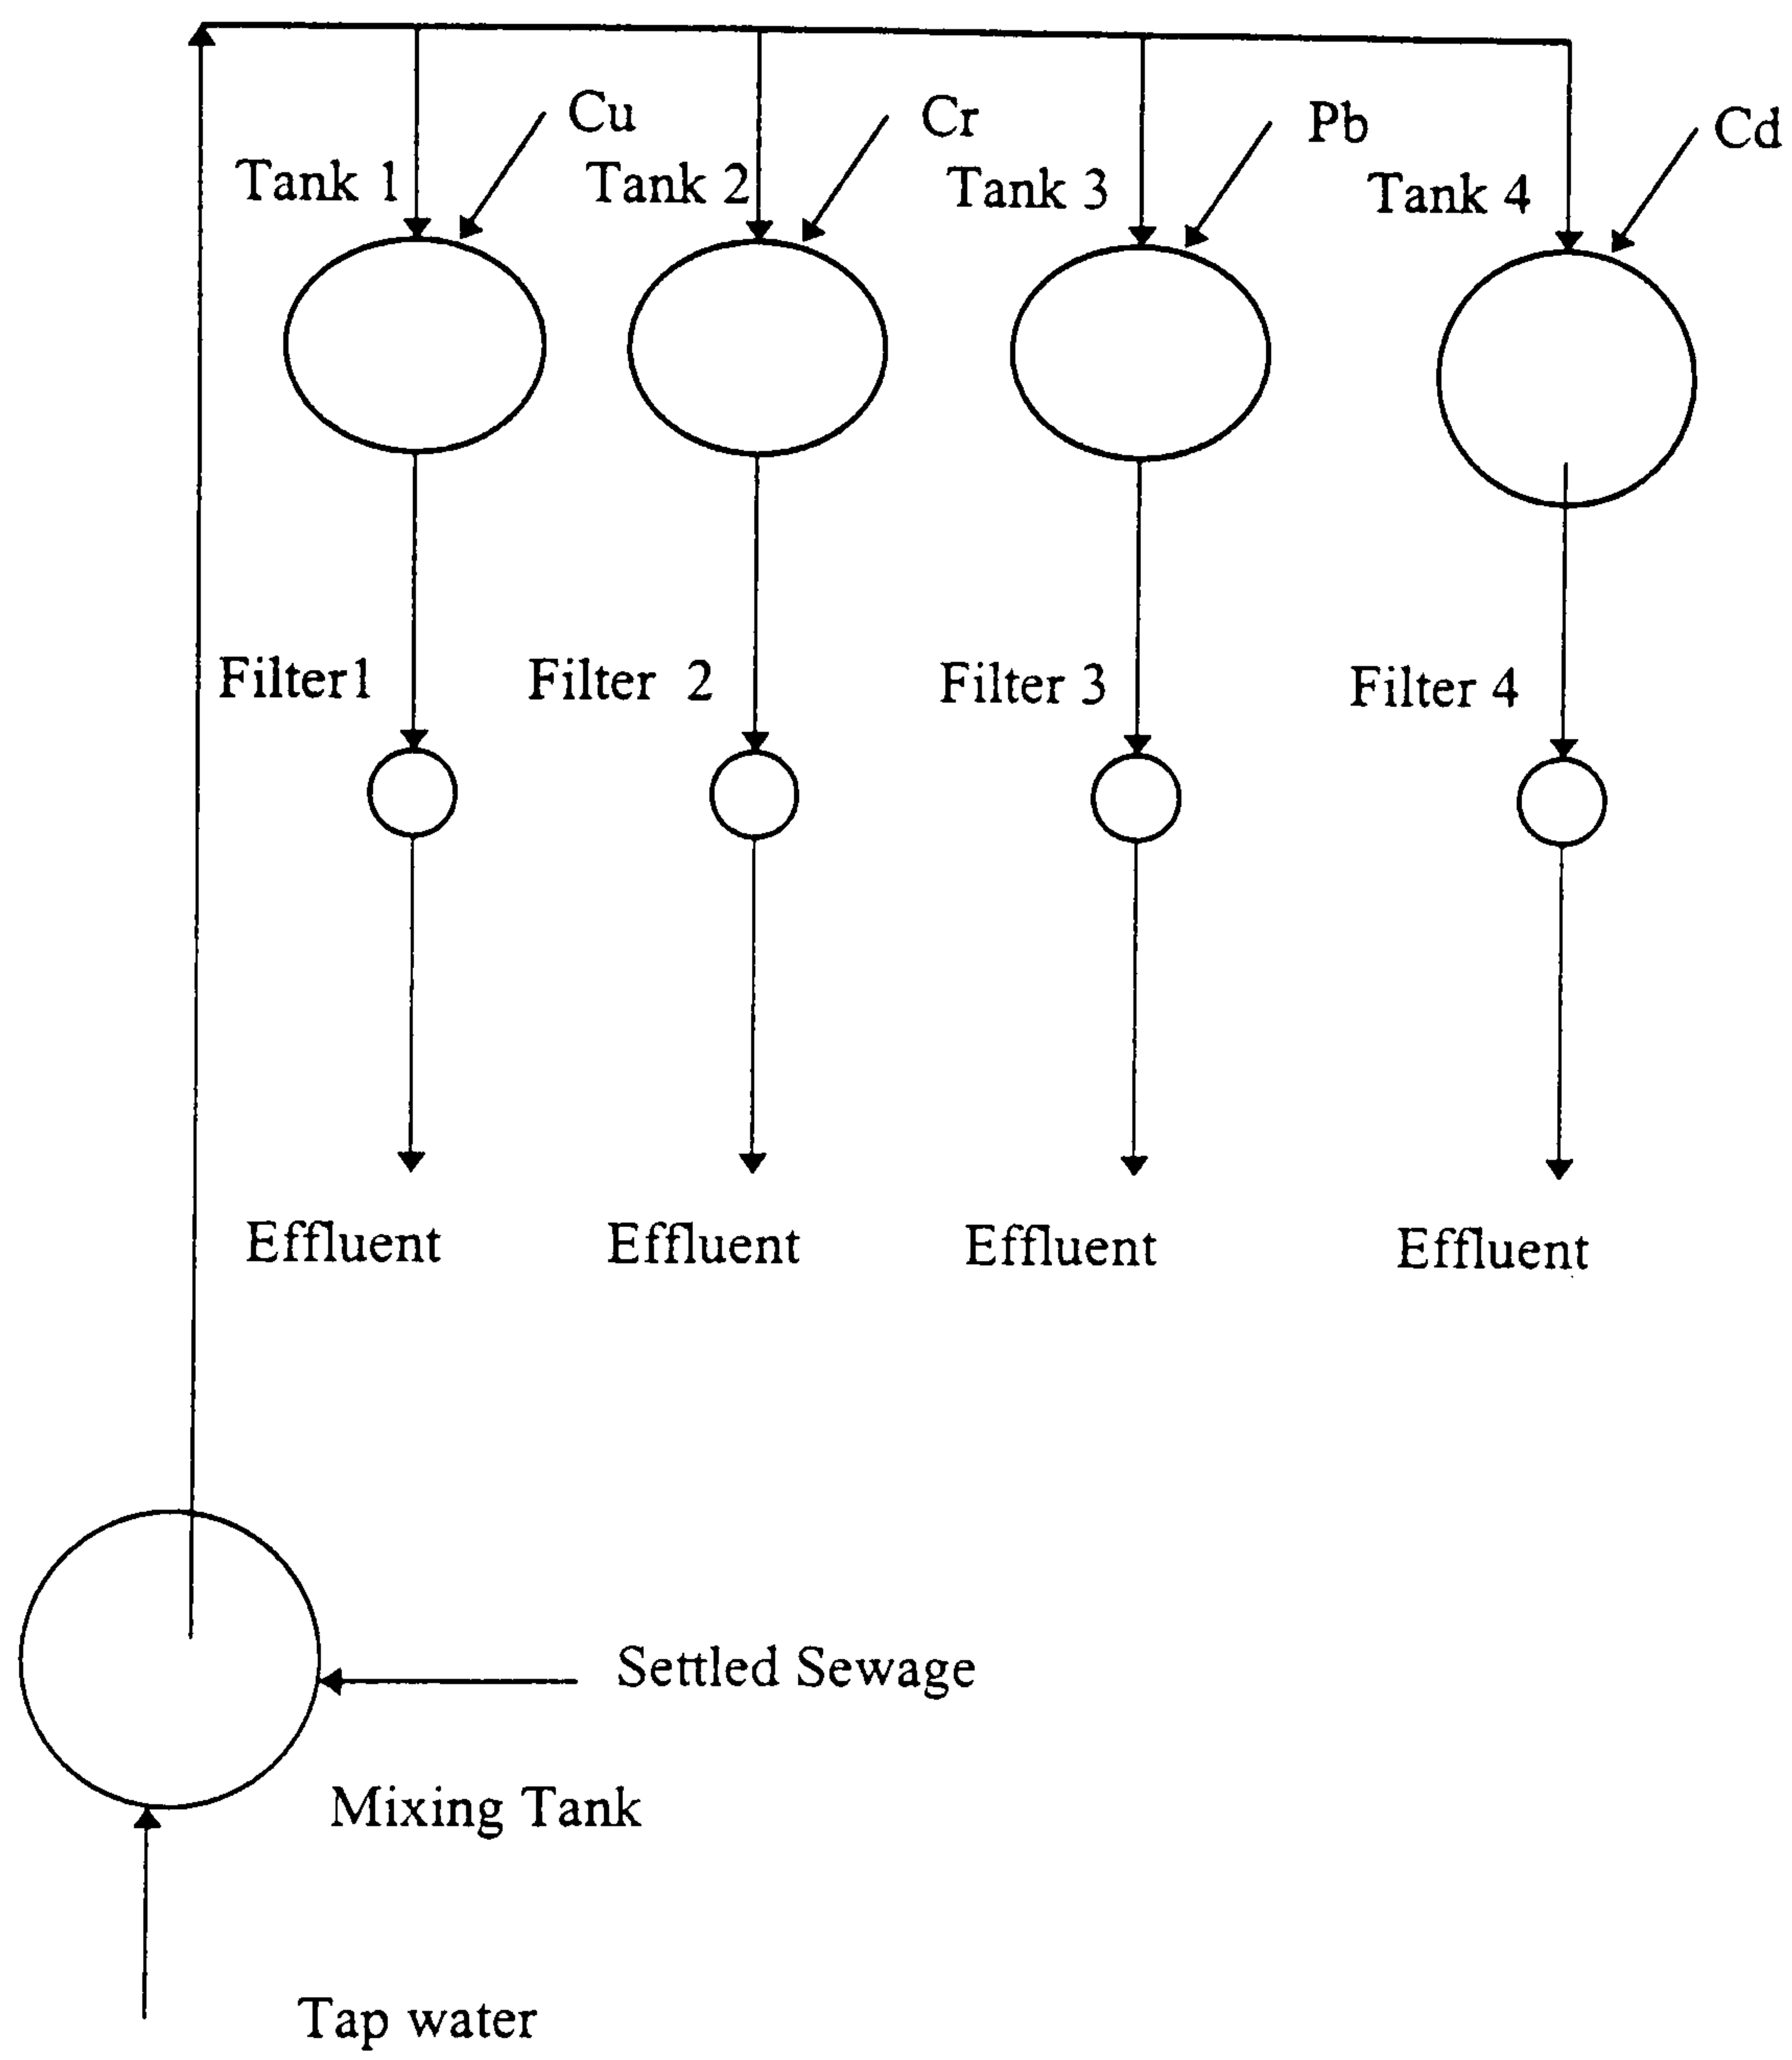 Cu
Cr
Pb
Cd
Tank 1
Tank 2
Tank 3
Tank 4
Filter1
Filter 2
Filter 3
Filter 4
Effluent
Effluent
Effluent
Effluent
Settled Sewage
Mixing Tank
Tap water